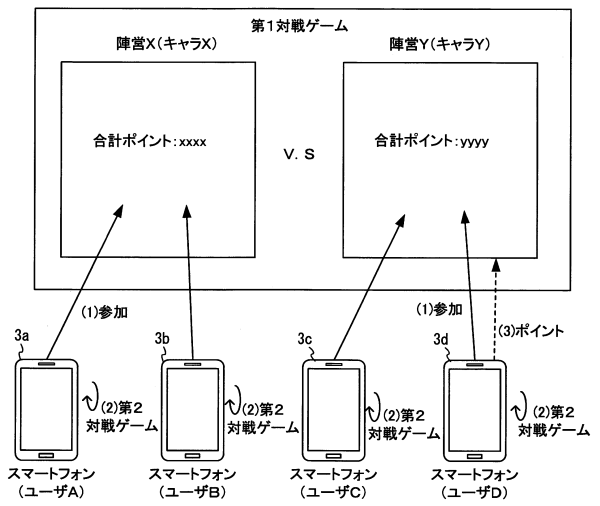 第1対戦ゲーム
陣営X(キャラX)
陣営Y(キャラY)
合計ポイント:xxxx
V. S
合計ポイント:yyyy
(1)参加
(1)参加
(3)ポイント
3a
3b
3c
3d
(2)第2
対戦ゲーム
(2)第2
対戦ゲーム
(2)第2
対戦ゲーム
(2)第2
対戦ゲーム
スマートフォン
(ユーザA)
スマートフォン
(ユーザB)
スマートフォン
(ユーザC)
スマートフォン
(ユーザD)